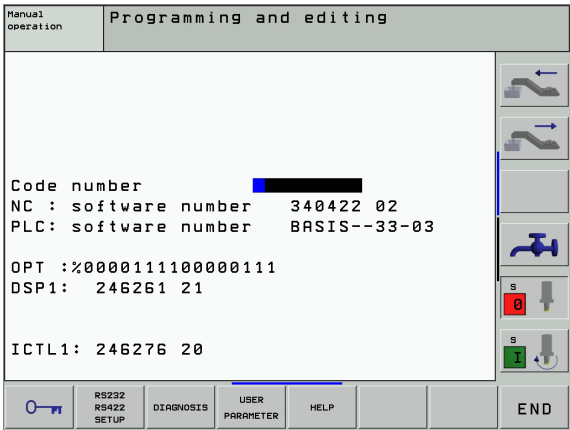 Manual
operation
Programming and editing
Code number
NC : software number 340422 02
PLC: software number BASIS--33-03
OPT :%0000111100000111
DSP1: 246261 21
ICTL1: 246276 20
S
0
S
I
RS232
RS422
SETUP
DIAGNOSIS
USER
PARAMETER
HELP
END